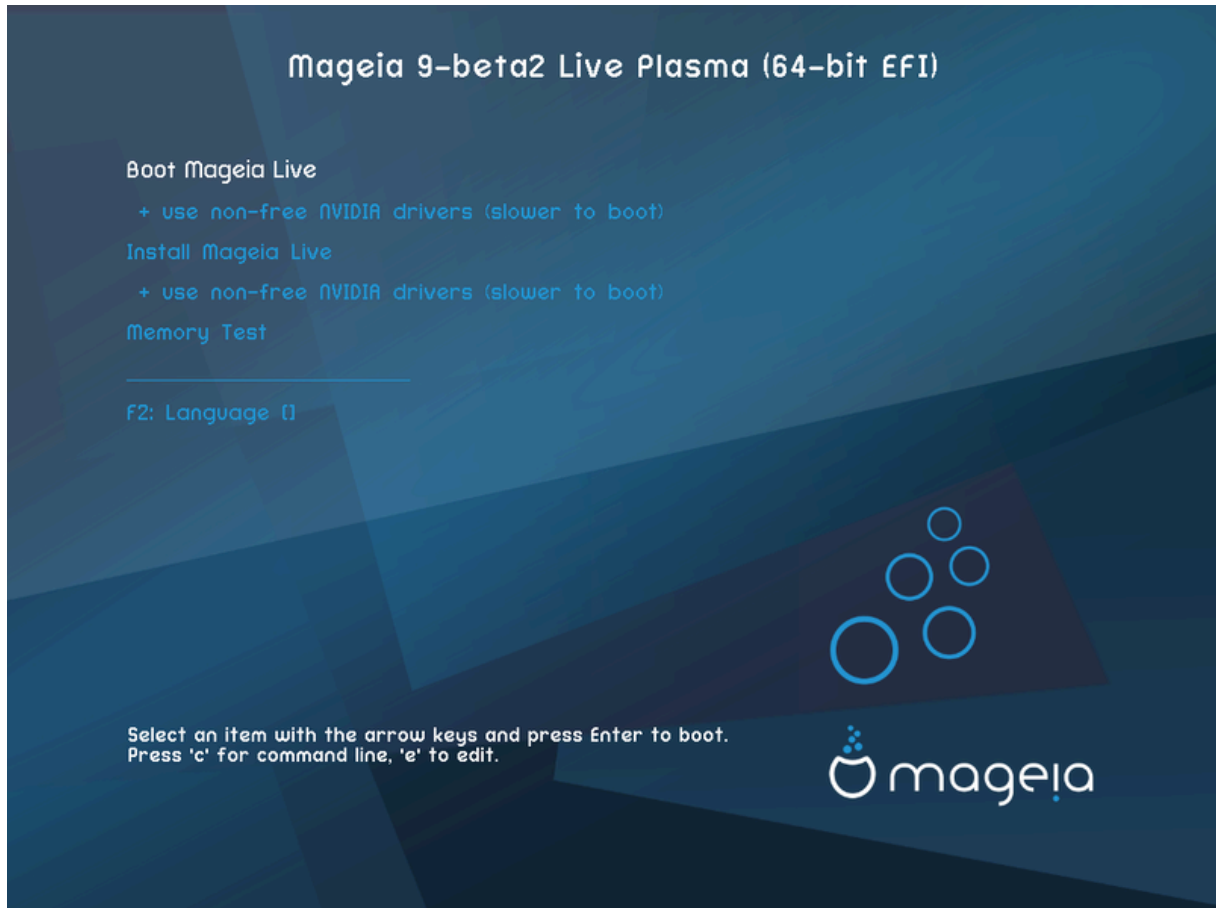 Mageia 9-beta2 Live Plasma (64-bit EFI)
Boot Mageia Live
+ use non-free NVIDIA drivers (slower to boot)
Install Mageia Live
+ use non-free NVIDIA drivers (slower to boot)
Memory Test
F2: Language []
Select an item with the arrow keys and press Enter to boot.
Press 'c' for command line, 'e' to edit.
mageia